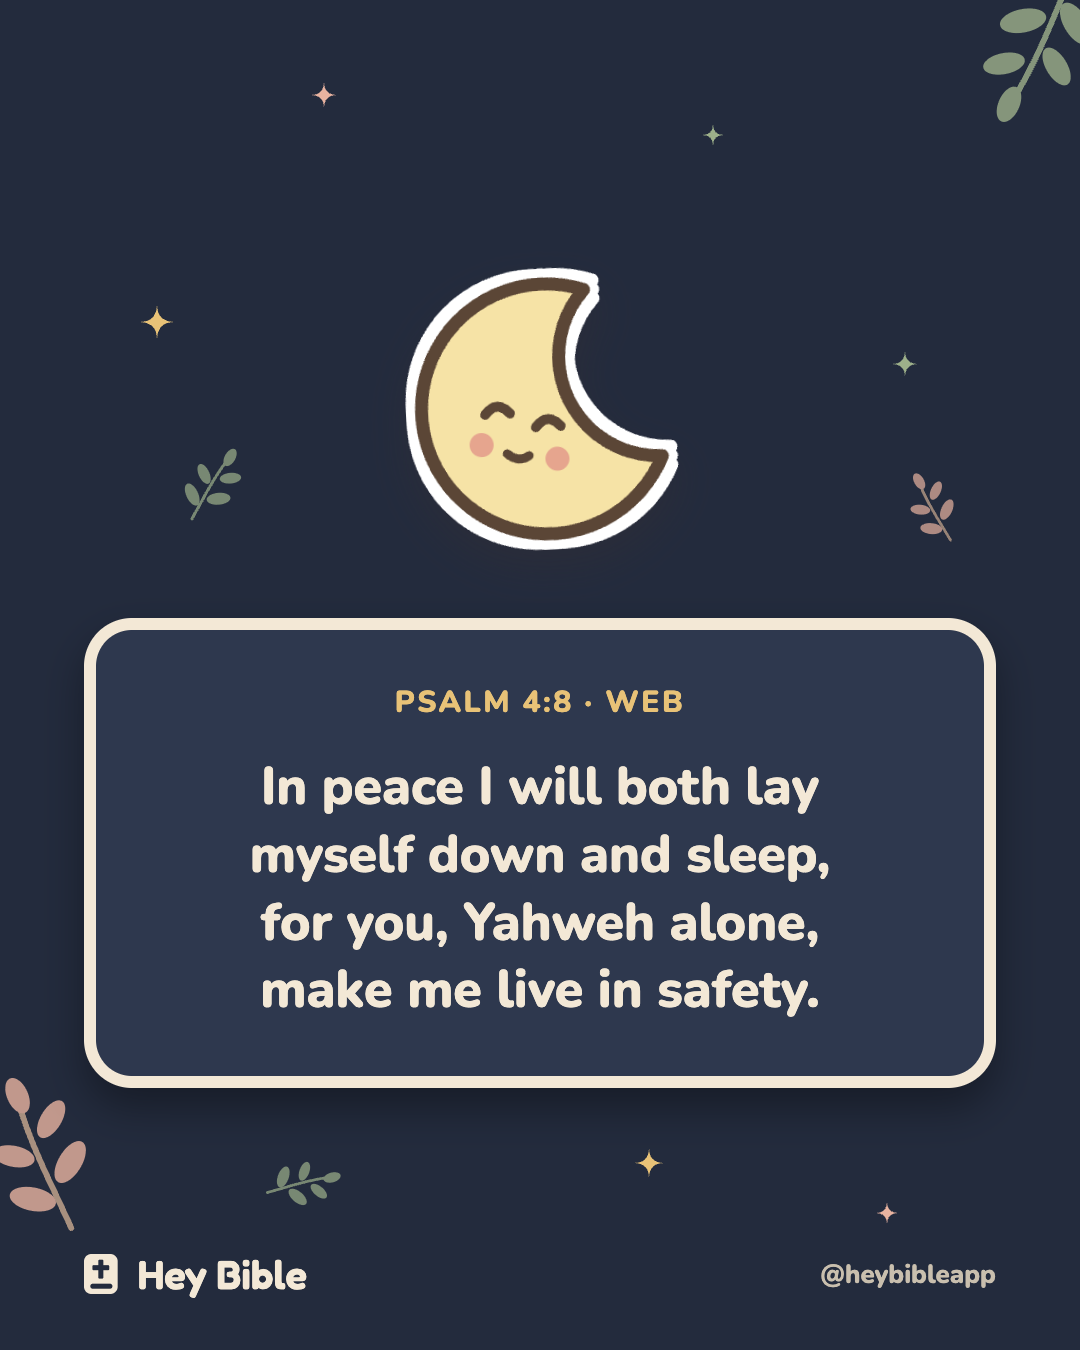 PSALM 4:8 · WEB
In peace I will both lay
myself down and sleep,
for you, Yahweh alone,
make me live in safety.
Hey Bible
@heybibleapp